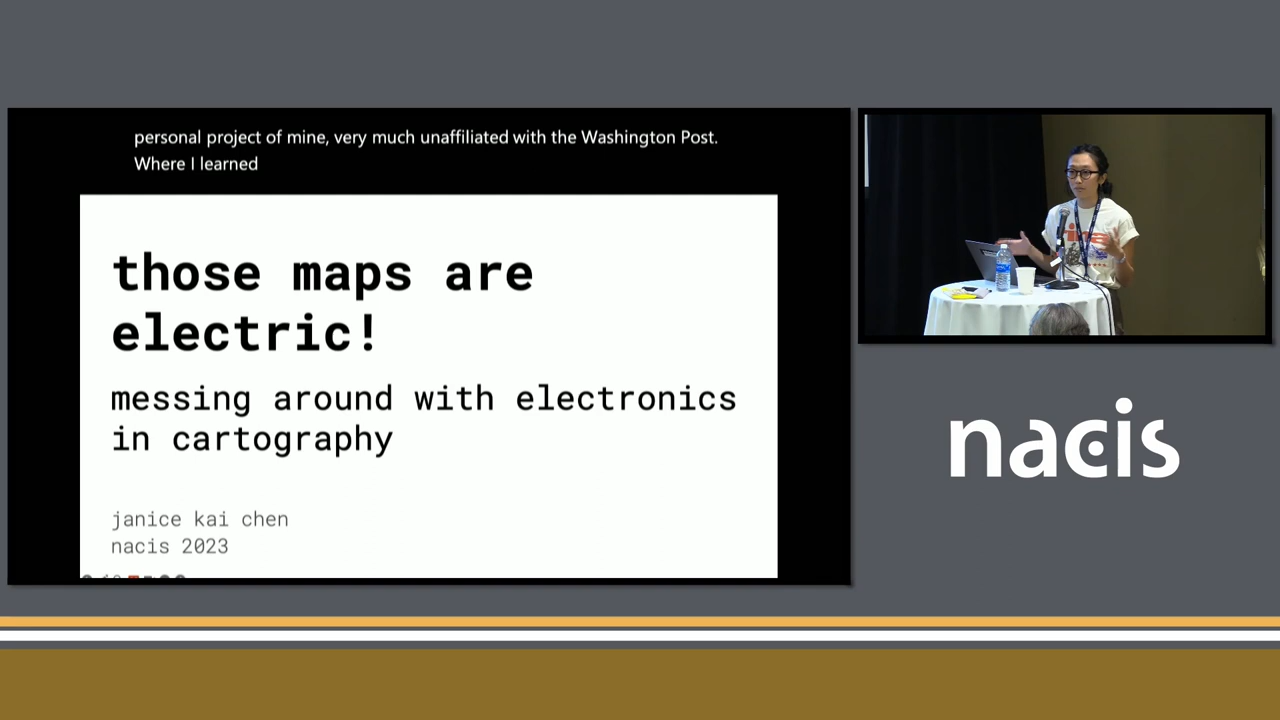 personal project of mine, very much unaffiliated with the Washington Post.
Where I learned
those maps are
electric!
messing around with electronics
in cartography
janice kai chen
nacis 2023
nacis